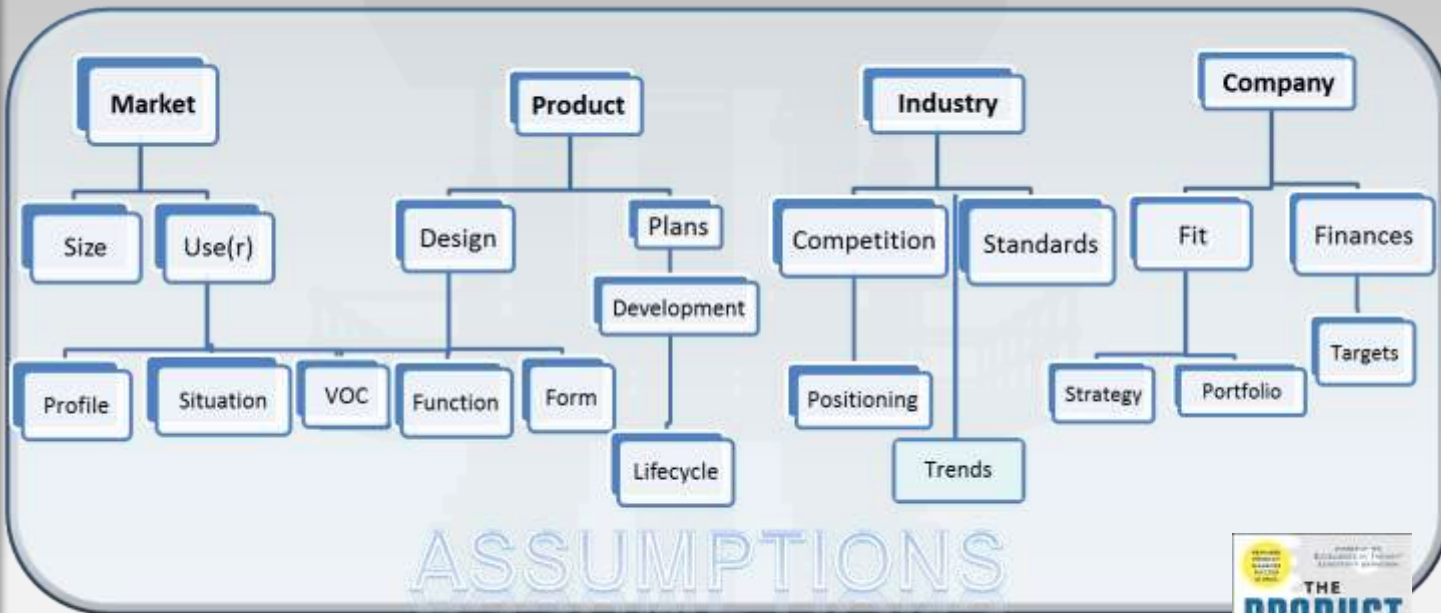 Market
Product
Industry
Company
Size
Use(r)
Design
Plans
Competition
Standards
Fit
Finances
Development
Profile
Situation
VOC
Function
Form
Positioning
Strategy
Portfolio
Targets
Lifecycle
Trends
ASSUMPTIONS
THE
PRODUCT